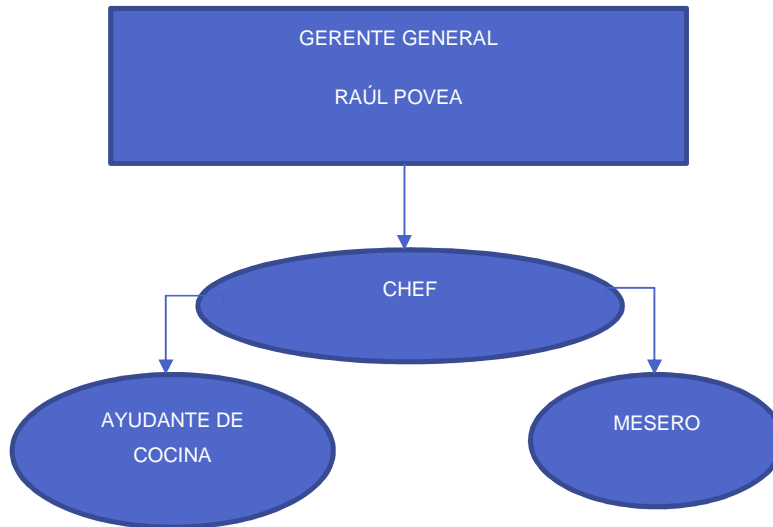 GERENTE GENERAL
RAÚL POVEA
CHEF
AYUDANTE DE
COCINA
MESERO